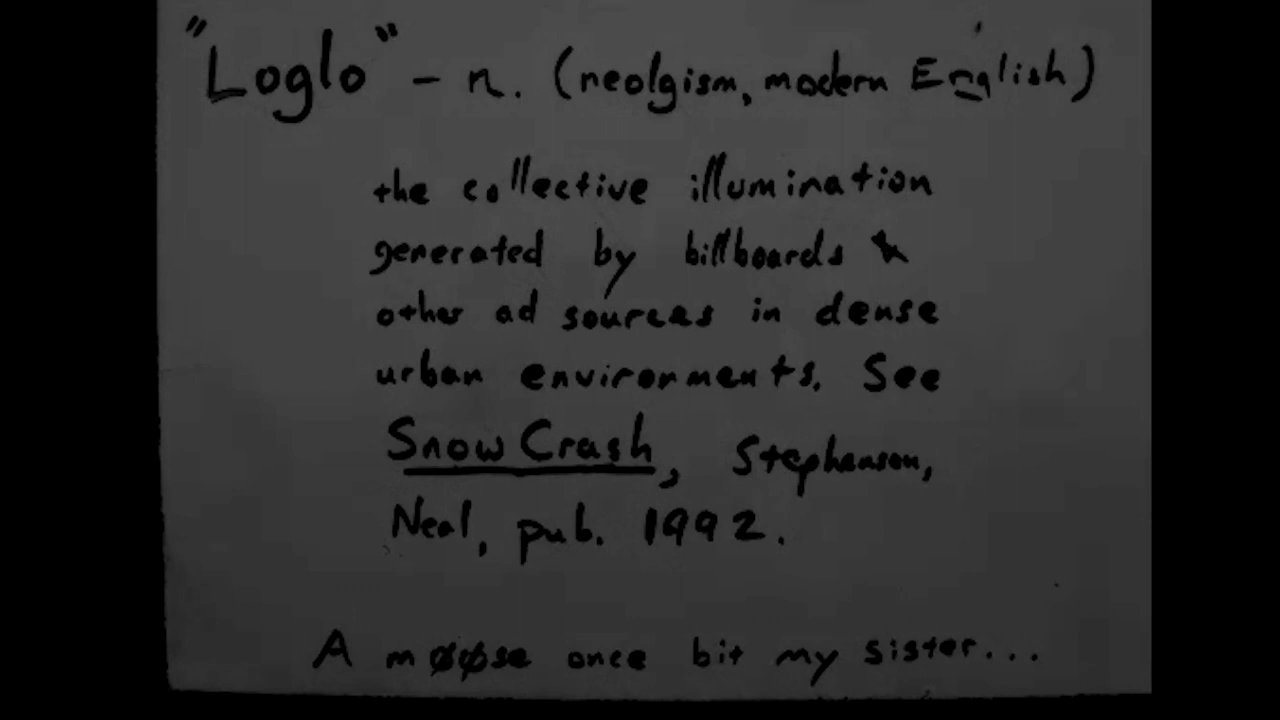 "Loglo" - n. (neolgism, modern English)
the collective illumination
generated by billboards &
other ad sources in dense
urban environments. See
Snow Crash, Stephenson,
Neal, pub. 1992.
A møøse once bit my sister...